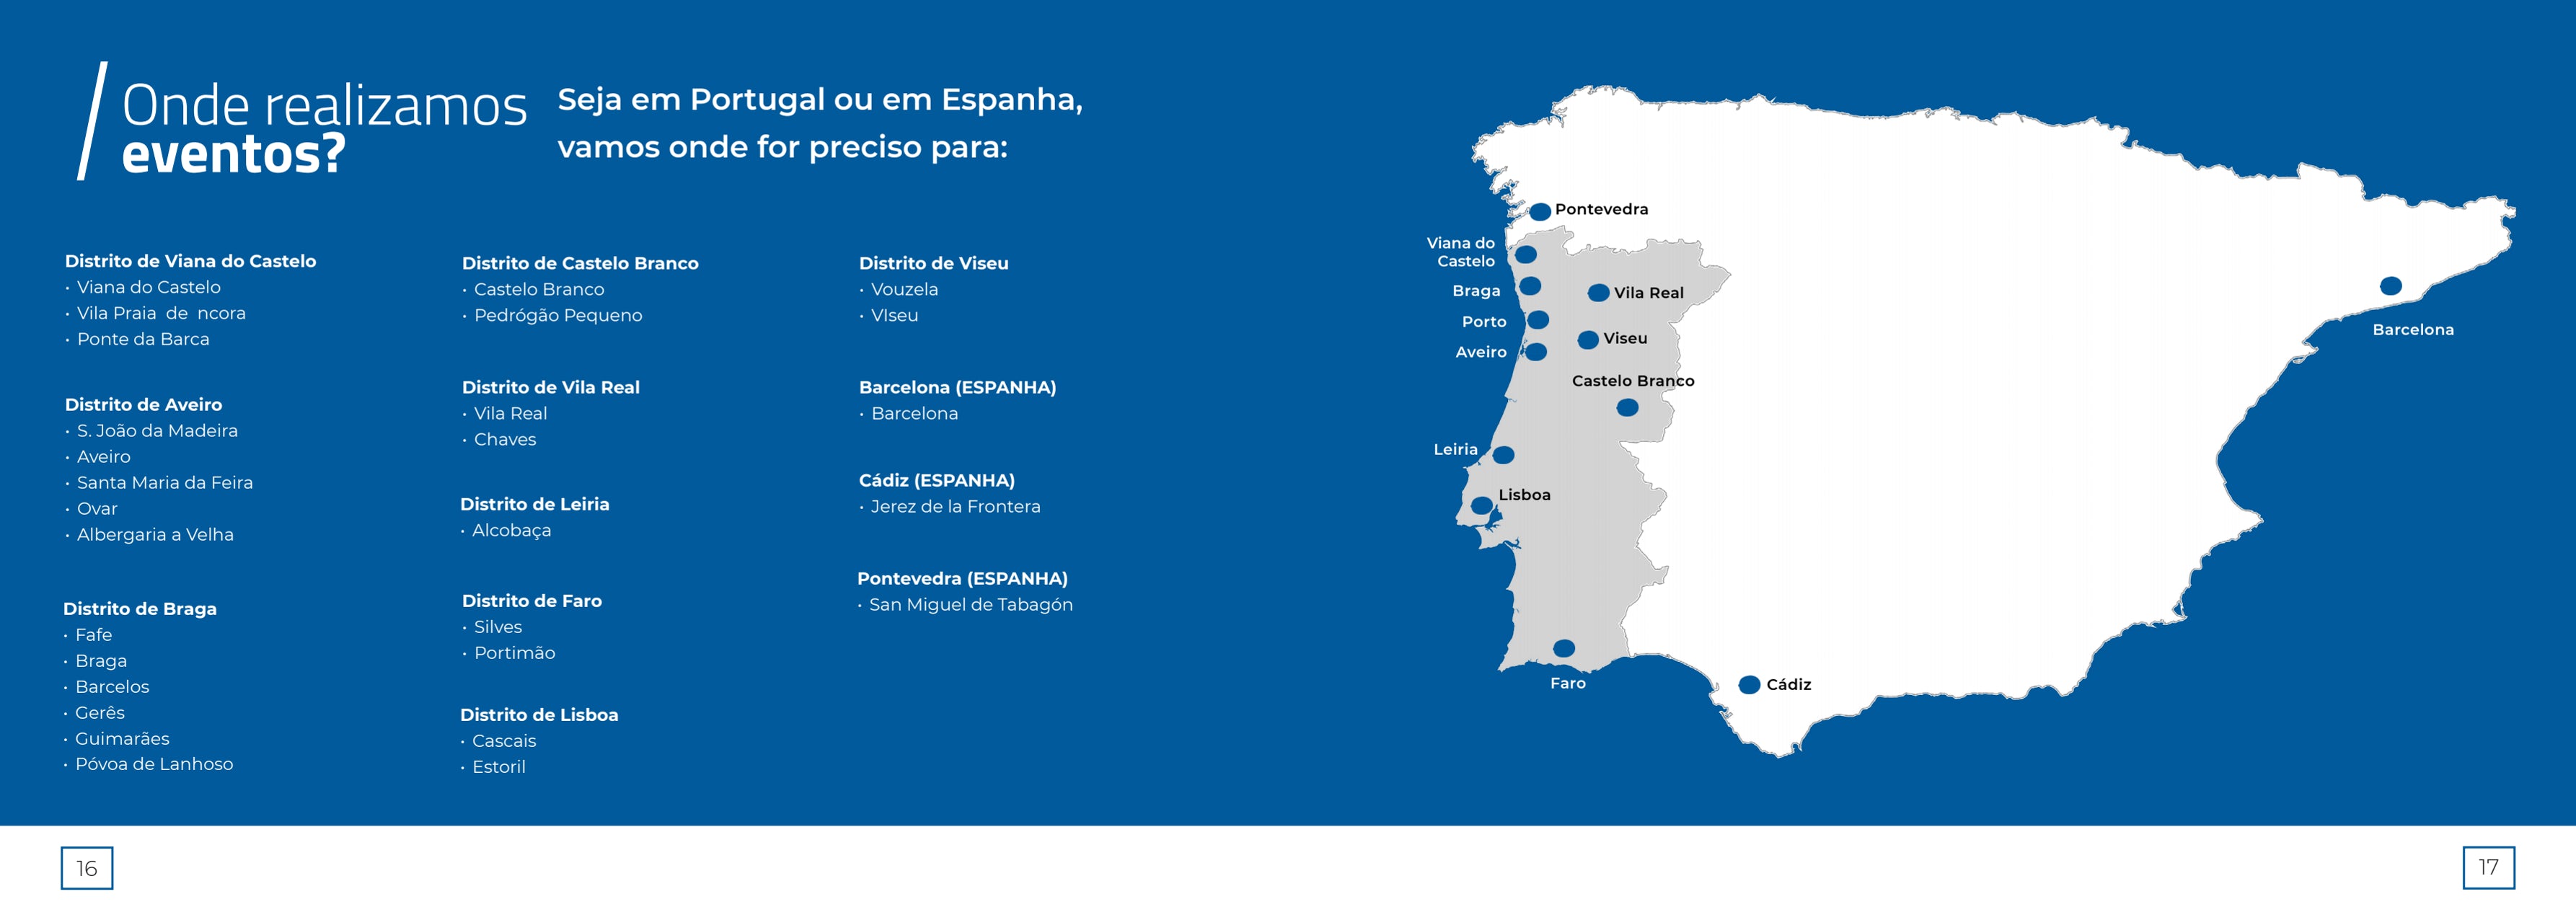 Onde realizamos
eventos?
Seja em Portugal ou em Espanha,
vamos onde for preciso para:
Distrito de Viana do Castelo
• Viana do Castelo
• Vila Praia de ncora
• Ponte da Barca
Distrito de Aveiro
• S. João da Madeira
• Aveiro
• Santa Maria da Feira
• Ovar
• Albergaria a Velha
Distrito de Braga
• Fafe
• Braga
• Barcelos
• Gerês
• Guimarães
• Póvoa de Lanhoso
Distrito de Castelo Branco
• Castelo Branco
• Pedrógão Pequeno
Distrito de Vila Real
• Vila Real
• Chaves
Distrito de Leiria
• Alcobaça
Distrito de Faro
• Silves
• Portimão
Distrito de Lisboa
• Cascais
• Estoril
Distrito de Viseu
• Vouzela
• VIseu
Barcelona (ESPANHA)
• Barcelona
Cádiz (ESPANHA)
• Jerez de la Frontera
Pontevedra (ESPANHA)
• San Miguel de Tabagón
Pontevedra
Viana do
Castelo
Braga
Vila Real
Porto
Viseu
Aveiro
Castelo Branco
Leiria
Lisboa
Faro
Cádiz
Barcelona
16
17